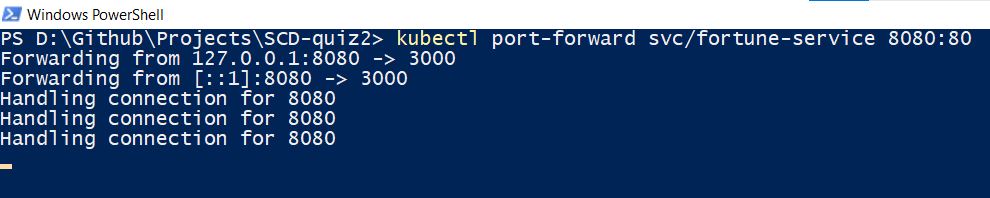 Windows PowerShell
PS D:\Github\Projects\SCD-quiz2> kubectl port-forward svc/fortune-service 8080:80
Forwarding from 127.0.0.1:8080 -> 3000
Forwarding from [::1]:8080 -> 3000
Handling connection for 8080
Handling connection for 8080
Handling connection for 8080